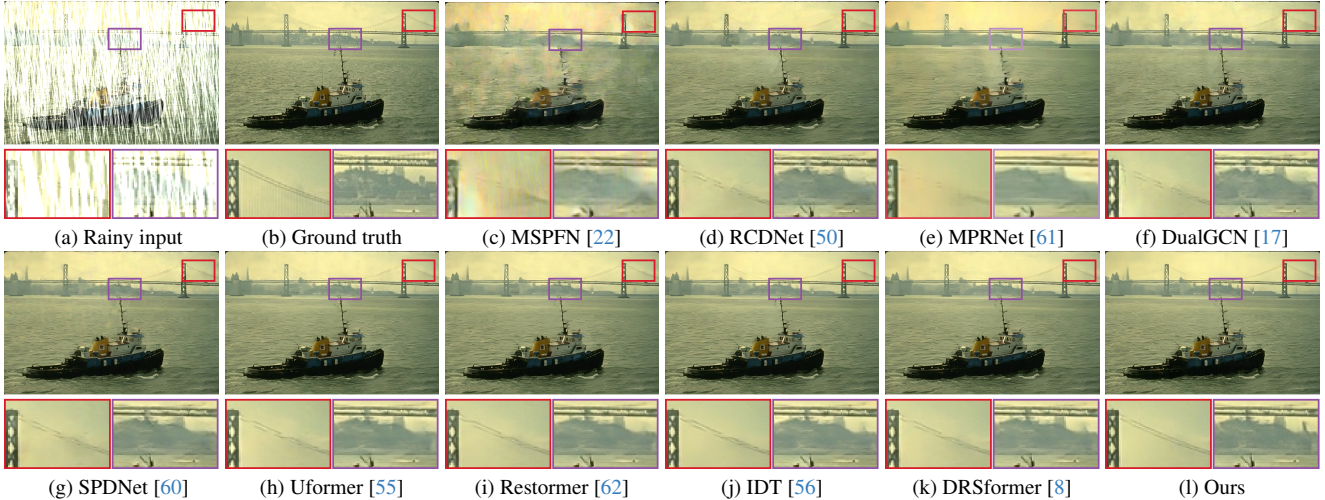 (a) Rainy input (b) Ground truth (c) MSPFN [22] (d) RCDNet [50] (e) MPRNet [61] (f) DualGCN [17]
(g) SPDNet [60] (h) Uformer [55] (i) Restormer [62] (j) IDT [56] (k) DRSformer [8] (l) Ours